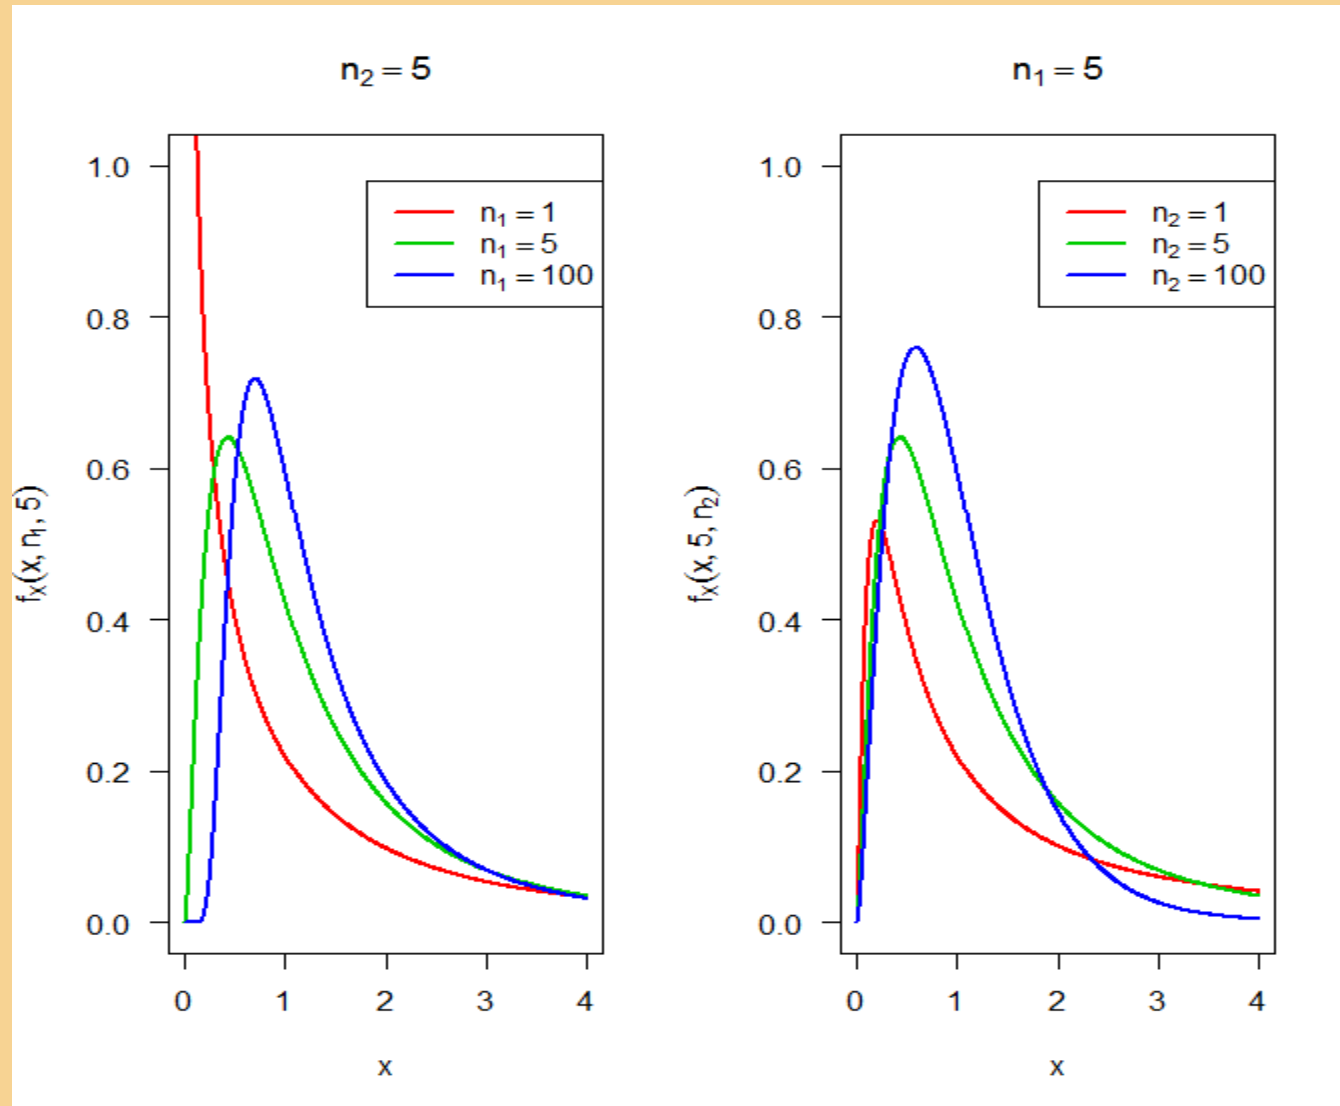 n₂ = 5
1.0
0.8
0.6
0.4
0.2
0.0
fₓ(x, n₁, 5)
n₁ = 1
n₁ = 5
n₁ = 100
0 1 2 3 4
x
n₁ = 5
1.0
0.8
0.6
0.4
0.2
0.0
fₓ(x, 5, n₂)
n₂ = 1
n₂ = 5
n₂ = 100
0 1 2 3 4
x